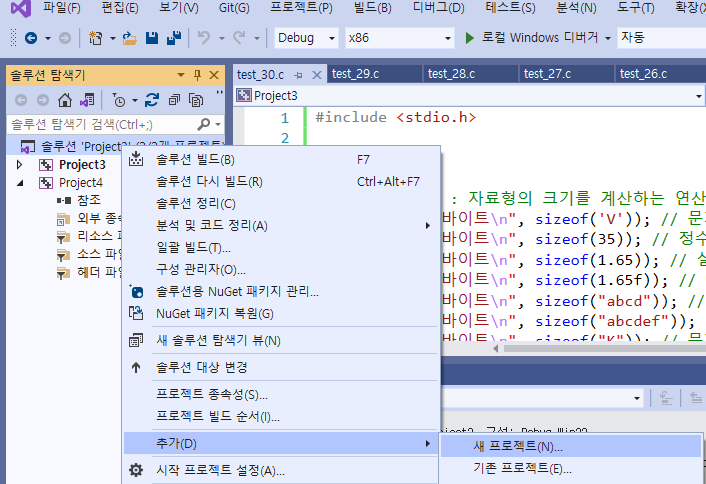 파일(F) 편집(E) 보기(V) Git(G) 프로젝트(P) 빌드(B) 디버그(D) 테스트(S) 분석(N) 도구(T) 확장(X
Debug x86 로컬 Windows 디버거 자동
솔루션 탐색기
test_30.c test_29.c test_28.c test_27.c test_26.c
Project3
솔루션 탐색기 검색(Ctrl+;)
1 #include <stdio.h>
2
솔루션 'Project3'
Project3
Project4
참조
외부 종속
리소스 파
소스 파일
헤더 파일
솔루션 빌드(B) F7
솔루션 다시 빌드(R) Ctrl+Alt+F7
솔루션 정리(C)
분석 및 코드 정리(A)
일괄 빌드(T)...
구성 관리자(O)...
솔루션용 NuGet 패키지 관리...
NuGet 패키지 복원(G)
새 솔루션 탐색기 뷰(N)
솔루션 대상 변경
프로젝트 종속성(S)...
프로젝트 빌드 순서(I)...
추가(D)
시작 프로젝트 설정(A)...
새 프로젝트(N)...
기존 프로젝트(E)...
: 자료형의 크기를 계산하는 연산
바이트\n", sizeof('V')); // 문
바이트\n", sizeof(35)); // 정수
바이트\n", sizeof(1.65)); // 실
바이트\n", sizeof(1.65f)); //
바이트\n", sizeof("abcd")); //
바이트\n", sizeof("abcdef"));
바이트\n", sizeof("K")); // 문